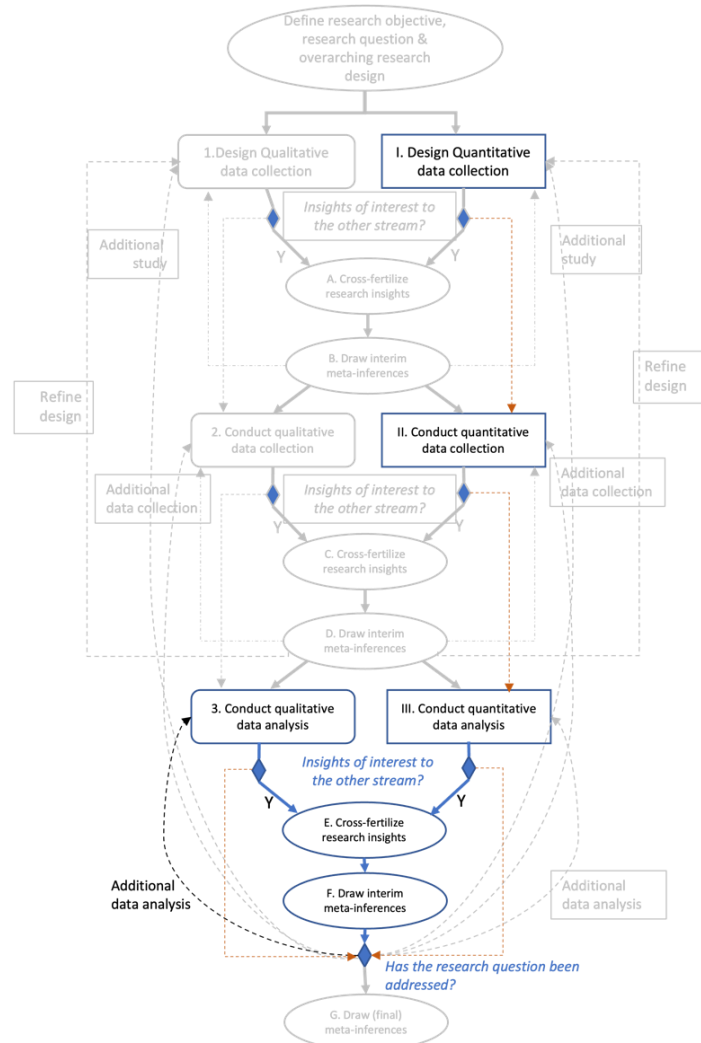 Define research objective,
research question &
overarching research
design
1.Design Qualitative
data collection
I. Design Quantitative
data collection
Insights of interest to
the other stream?
Y
Y
Additional
study
Additional
study
A. Cross-fertilize
research insights
B. Draw interim
meta-inferences
Refine
design
Refine
design
2. Conduct qualitative
data collection
II. Conduct quantitative
data collection
Additional
data collection
Insights of interest to
the other stream?
Additional
data collection
Y
Y
C. Cross-fertilize
research insights
D. Draw interim
meta-inferences
3. Conduct qualitative
data analysis
III. Conduct quantitative
data analysis
Insights of interest to
the other stream?
Y
Y
E. Cross-fertilize
research insights
Additional
data analysis
F. Draw interim
meta-inferences
Additional
data analysis
Has the research question been
addressed?
G. Draw (final)
meta-inferences